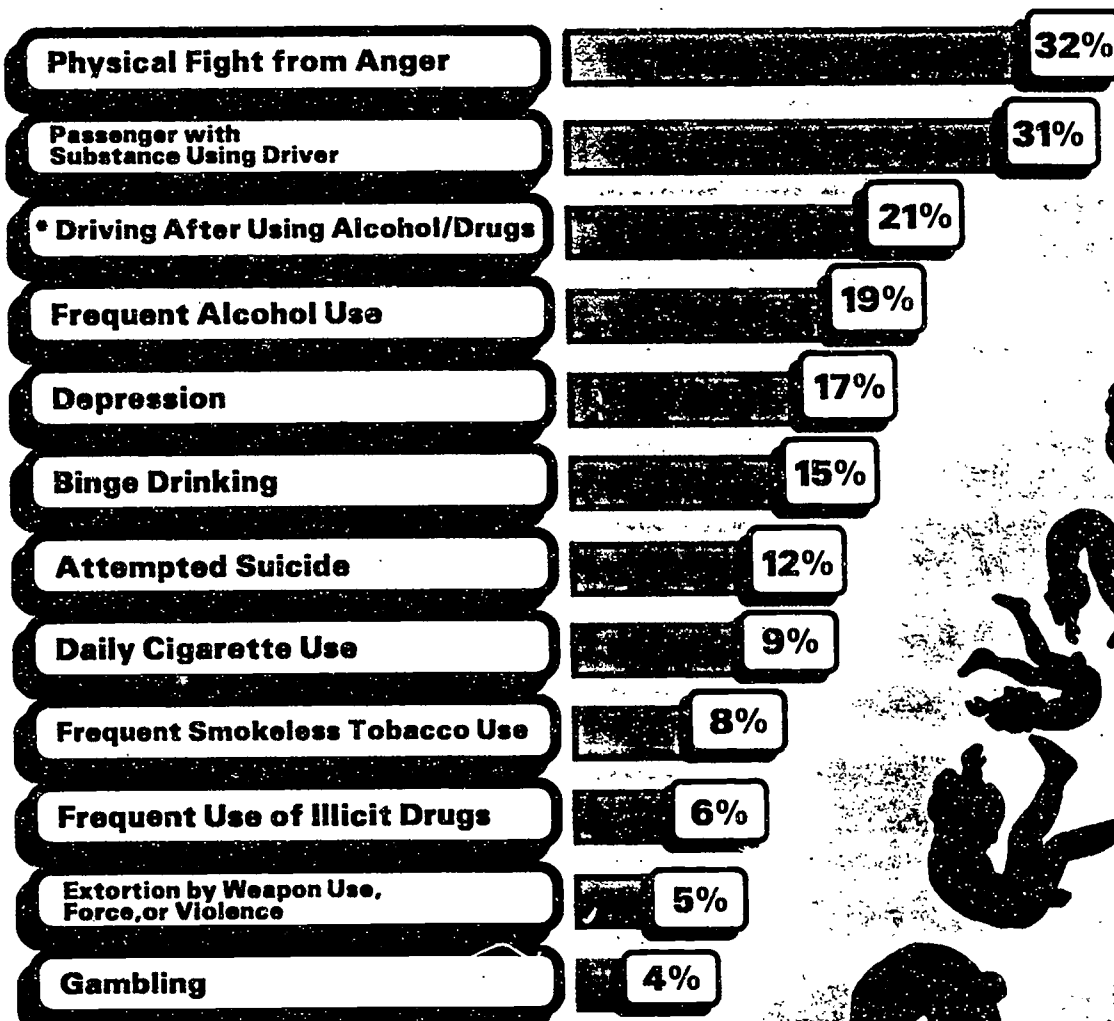 Physical Fight from Anger
32%
Passenger with
Substance Using Driver
31%
* Driving After Using Alcohol/Drugs
21%
Frequent Alcohol Use
19%
Depression
17%
Binge Drinking
15%
Attempted Suicide
12%
Daily Cigarette Use
9%
Frequent Smokeless Tobacco Use
8%
Frequent Use of Illicit Drugs
6%
Extortion by Weapon Use,
Force,or Violence
5%
Gambling
4%